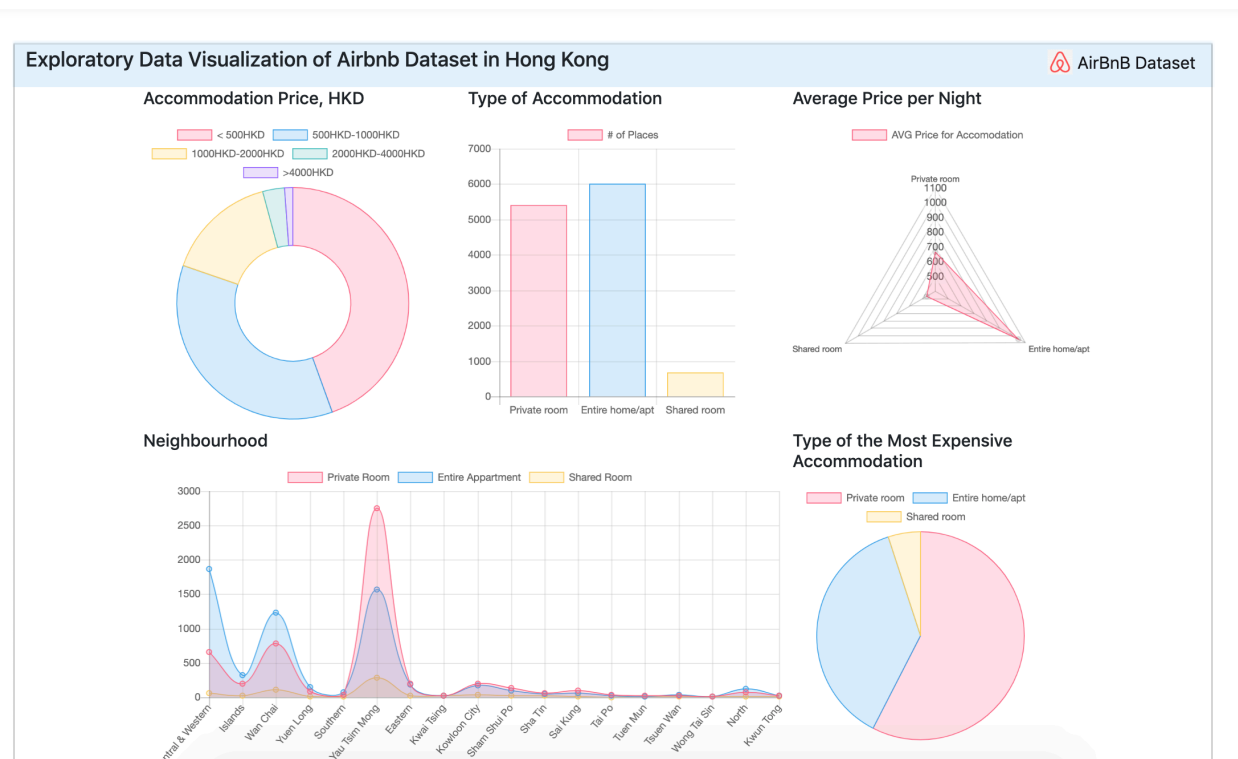 Exploratory Data Visualization of Airbnb Dataset in Hong Kong
AirBnB Dataset
Accommodation Price, HKD
< 500HKD
500HKD-1000HKD
1000HKD-2000HKD
2000HKD-4000HKD
>4000HKD
Type of Accommodation
# of Places
7000
6000
5000
4000
3000
2000
1000
0
Private room
Entire home/apt
Shared room
Average Price per Night
AVG Price for Accomodation
Private room
1100
1000
900
800
700
600
500
Shared room
Entire home/apt
Neighbourhood
Private Room
Entire Appartment
Shared Room
3000
2500
2000
1500
1000
500
0
ntral & Western
Islands
Wan Chai
Yuen Long
Southern
Yau Tsim Mong
Eastern
Kwai Tsing
Kowloon City
Sham Shui Po
Sha Tin
Sai Kung
Tai Po
Tuen Mun
Tsuen Wan
Wong Tai Sin
North
Kwun Tong
Type of the Most Expensive
Accommodation
Private room
Entire home/apt
Shared room